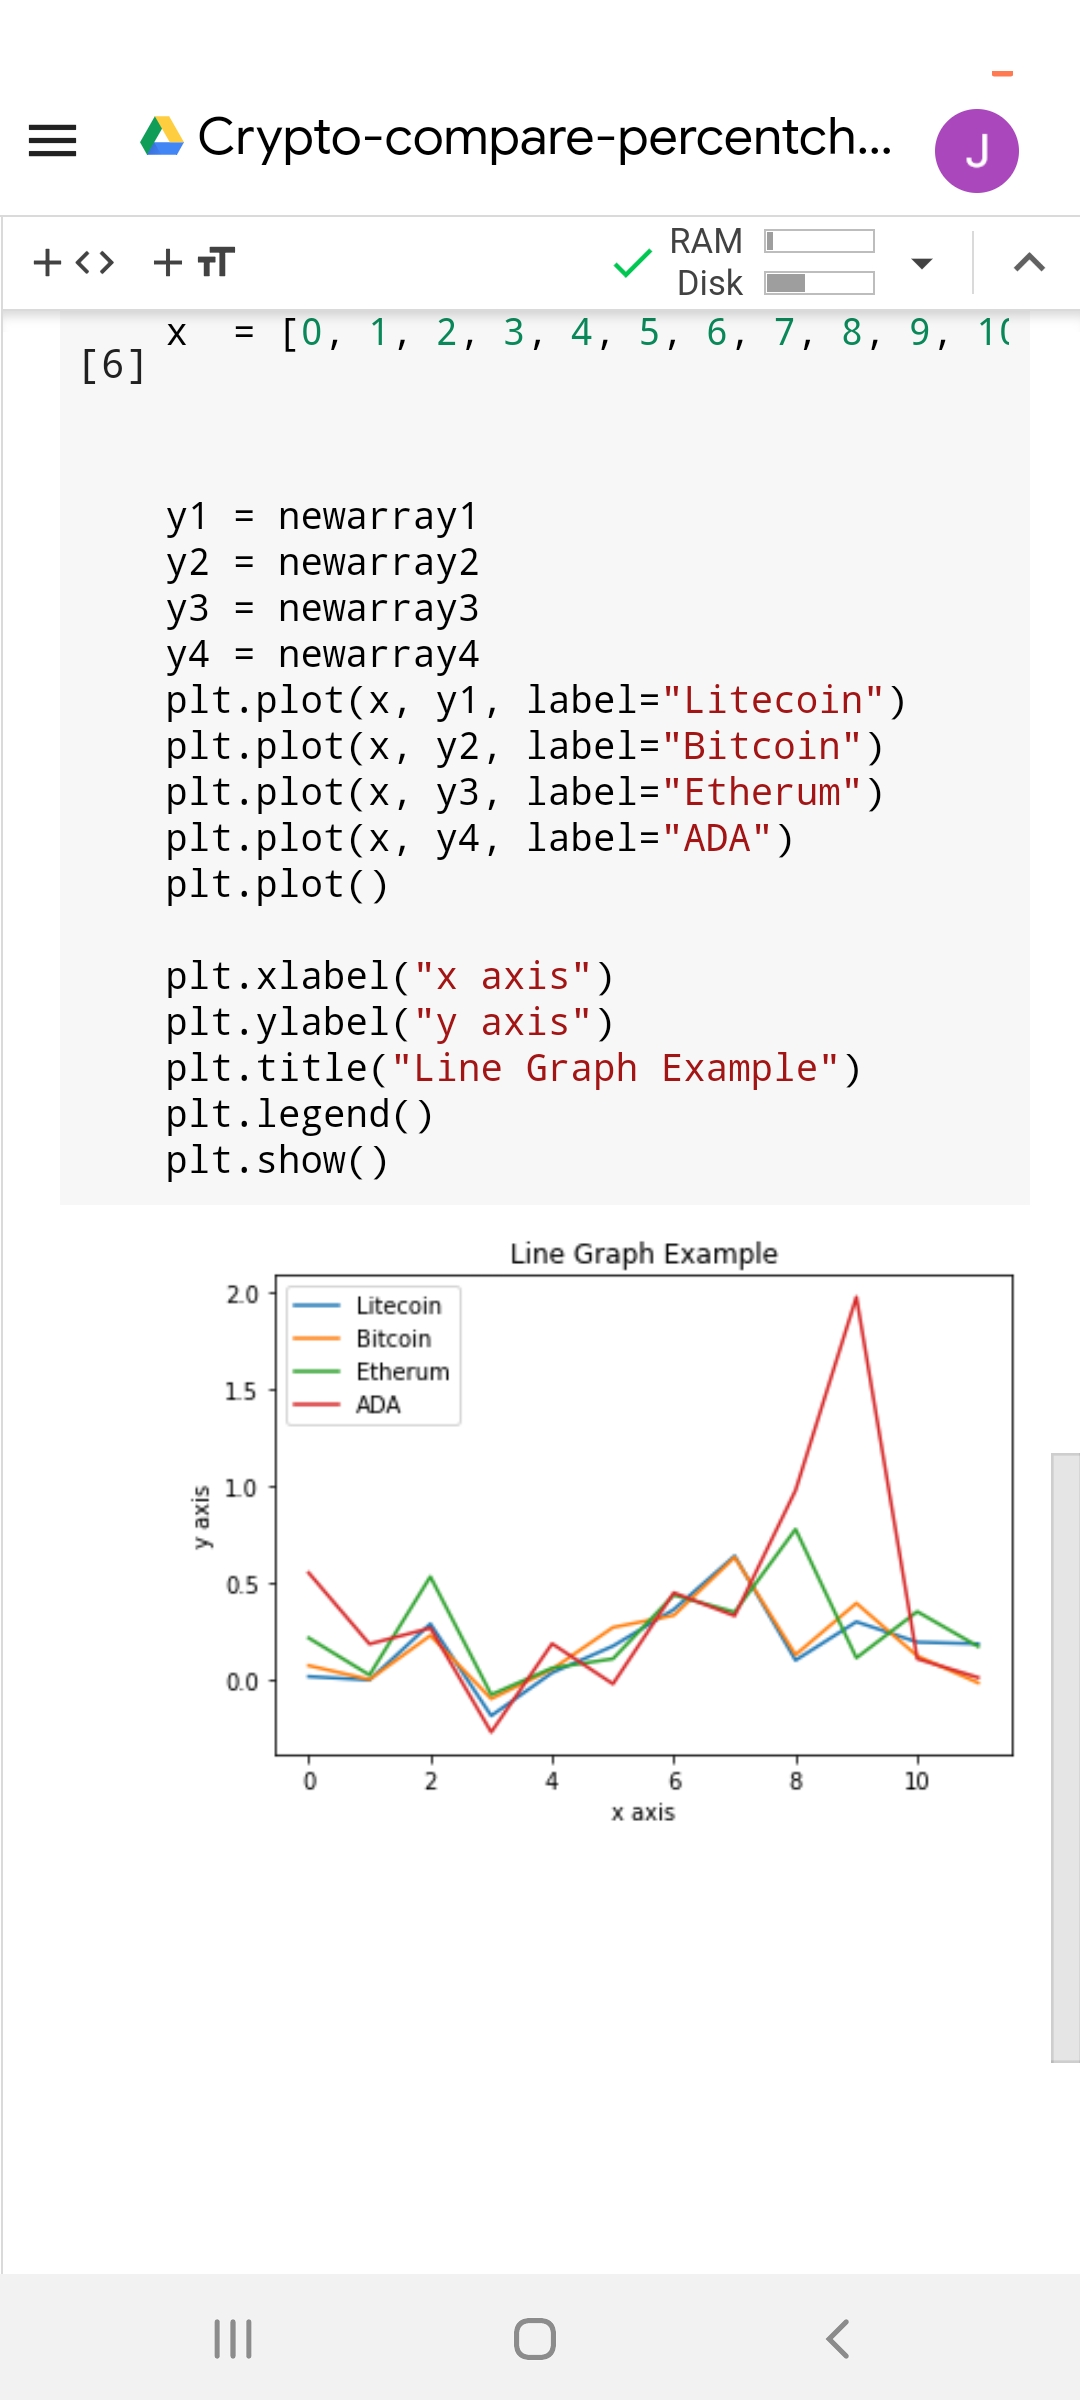 Crypto-compare-percentch...
J
RAM
Disk
x  = [0, 1, 2, 3, 4, 5, 6, 7, 8, 9, 10
[6]
y1 = newarray1
y2 = newarray2
y3 = newarray3
y4 = newarray4
plt.plot(x, y1, label="Litecoin")
plt.plot(x, y2, label="Bitcoin")
plt.plot(x, y3, label="Etherum")
plt.plot(x, y4, label="ADA")
plt.plot()
plt.xlabel("x axis")
plt.ylabel("y axis")
plt.title("Line Graph Example")
plt.legend()
plt.show()
Line Graph Example
Litecoin
Bitcoin
Etherum
ADA
2.0
1.5
1.0
0.5
0.0
y axis
0 2 4 6 8 10
x axis